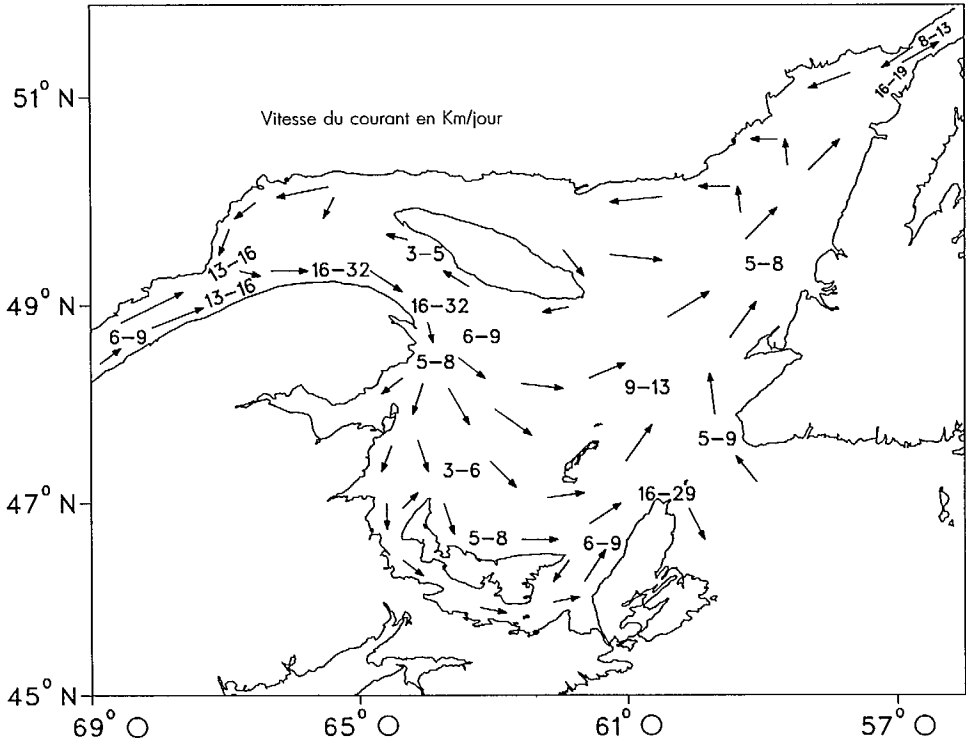 8-13
16-19
51° N
Vitesse du courant en Km/jour
13-16
16-32
3-5
5-8
13-16
49° N
16-32
6-9
6-9
5-8
9-13
5-9
3-6
47° N
16-29
5-8
6-9
45° N
69° O
65° O
61° O
57° O